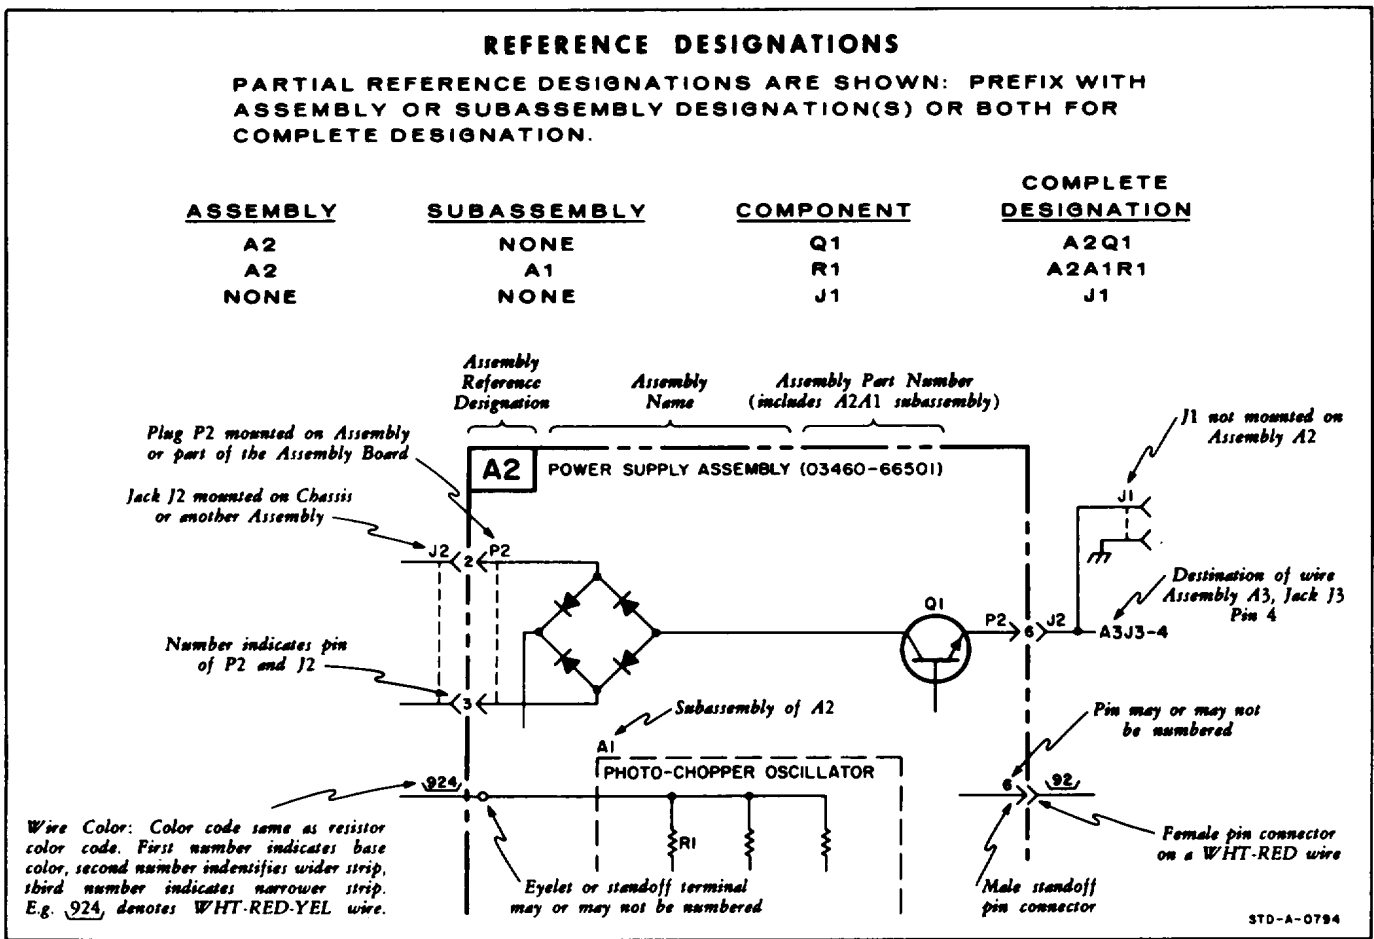 REFERENCE DESIGNATIONS
PARTIAL REFERENCE DESIGNATIONS ARE SHOWN: PREFIX WITH
ASSEMBLY OR SUBASSEMBLY DESIGNATION(S) OR BOTH FOR
COMPLETE DESIGNATION.
ASSEMBLY SUBASSEMBLY COMPONENT COMPLETE DESIGNATION
A2 NONE Q1 A2Q1
A2 A1 R1 A2A1R1
NONE NONE J1 J1
Assembly
Reference
Designation
Assembly
Name
Assembly Part Number
(includes A2A1 subassembly)
J1 not mounted on
Assembly A2
Plug P2 mounted on Assembly
or part of the Assembly Board
A2 POWER SUPPLY ASSEMBLY (03460-66501)
Jack J2 mounted on Chassis
or another Assembly
J1
J2 2 P2
Destination of wire
Assembly A3, Jack J3
Pin 4
Q1
P2 6 J2
A3J3-4
Number indicates pin
of P2 and J2
3
Subassembly of A2
Pin may or may not
be numbered
A1
PHOTO-CHOPPER OSCILLATOR
924
6 92
R1
Wire Color: Color code same as resistor
color code. First number indicates base
color, second number indentifies wider strip,
third number indicates narrower strip.
E.g. 924 denotes WHT-RED-YEL wire.
Eyelet or standoff terminal
may or may not be numbered
Male standoff
pin connector
Female pin connector
on a WHT-RED wire
STD-A-0794